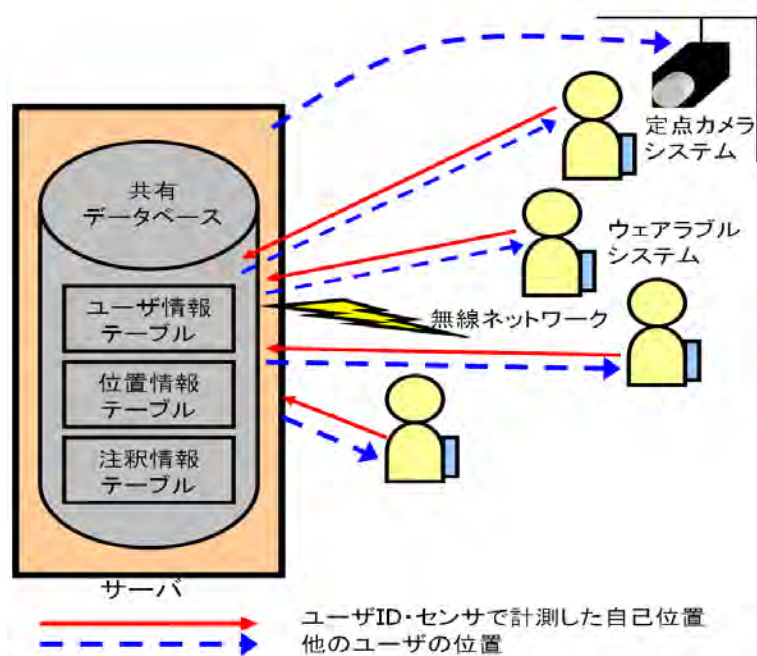 定点カメラ
システム
共有
データベース
ウェアラブル
システム
ユーザ情報
テーブル
無線ネットワーク
位置情報
テーブル
注釈情報
テーブル
サーバ
ユーザID・センサで計測した自己位置
他のユーザの位置